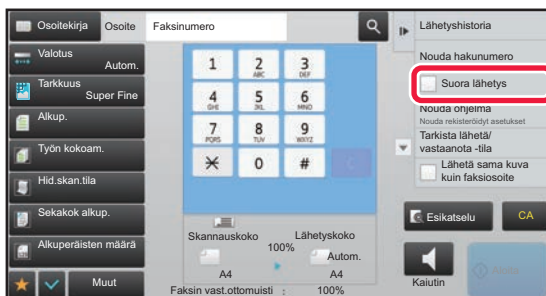 Osoitekirja
Osoite
Faksinumero
Valotus
Autom.
Tarkkuus
Super Fine
Alkup.
Työn kokoam.
Hid.skan.tila
Sekakok alkup.
Alkuperäisten määrä
Muut
1
2
ABC
3
DEF
4
GHI
5
JKL
6
MNO
7
PQRS
8
TUV
9
WXYZ
0
#
C
Skannauskoko
100%
Lähetyskoko
Autom.
A4
A4
Faksin vast.ottomuisti : 100%
Lähetyshistoria
Nouda hakunumero
Suora lähetys
Nouda ohjelma
Nouda rekisteröidyt asetukset
Tarkista lähetä/
vastaanota -tila
Lähetä sama kuva
kuin faksiosoite
Esikatselu
CA
Kaiutin
Aloita